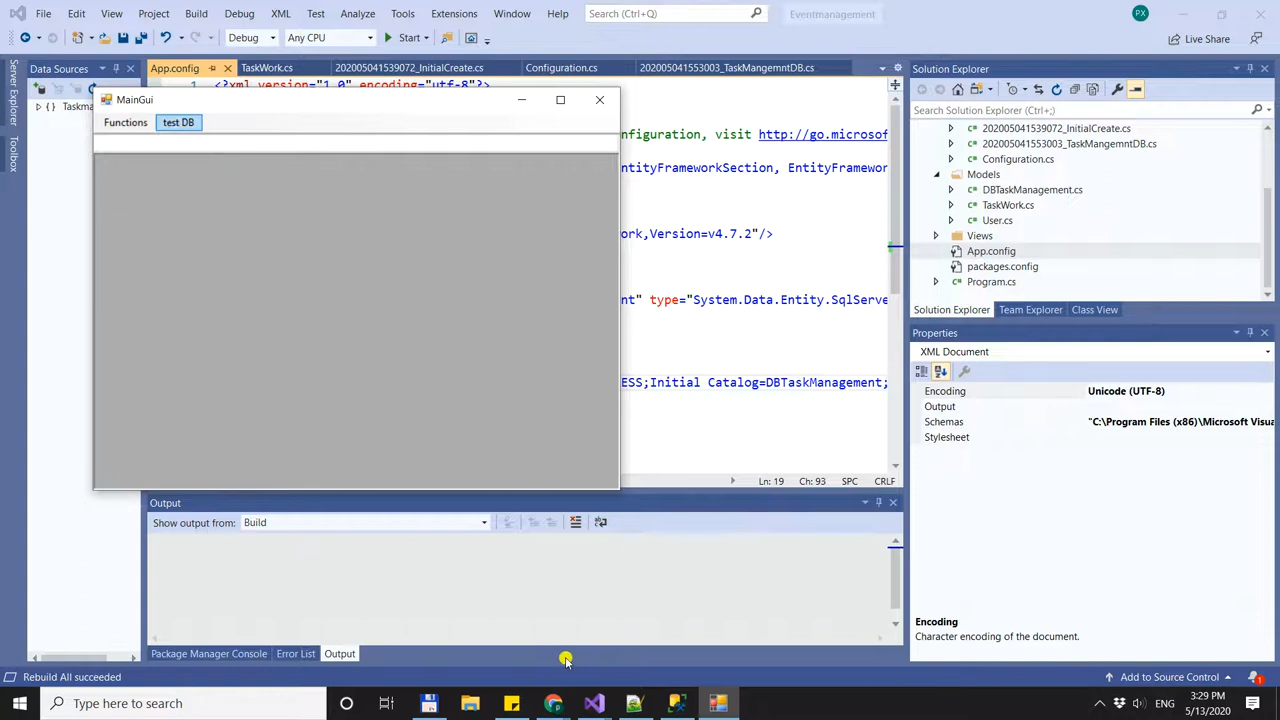 File Edit View Project Build Debug XML Test Analyze Tools Extensions Window Help Search (Ctrl+;) Eventmanagement PX
Debug Any CPU Start Live Share
Data Sources App.config TaskWork.cs 202005041539072_InitialCreate.cs Configuration.cs 202005041553003_TaskMangemntDB.cs Solution Explorer
Server Explorer
Toolbox
Taskma
<?xml version="1.0" encoding="utf-8"?>
MainGui
Functions test DB
nfiguration, visit http://go.microsof
ntityFrameworkSection, EntityFramewor
ork,Version=v4.7.2"/>
nt" type="System.Data.Entity.SqlServe
ESS;Initial Catalog=DBTaskManagement;
Ln: 19 Ch: 93 SPC CRLF
Search Solution Explorer (Ctrl+;)
202005041539072_InitialCreate.cs
202005041553003_TaskMangemntDB.cs
Configuration.cs
Models
DBTaskManagement.cs
TaskWork.cs
User.cs
Views
App.config
packages.config
Program.cs
Solution Explorer Team Explorer Class View
Properties
XML Document
Encoding Unicode (UTF-8)
Output
Schemas "C:\Program Files (x86)\Microsoft Visua
Stylesheet
Encoding
Character encoding of the document.
Output
Show output from: Build
Package Manager Console Error List Output
Rebuild All succeeded Add to Source Control 1
Type here to search ENG 3:29 PM
5/13/2020